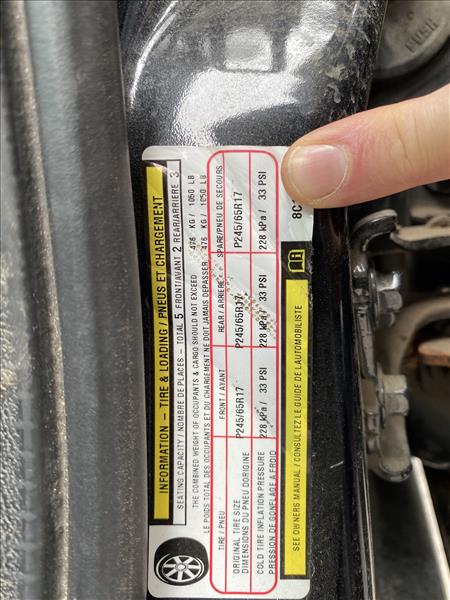 INFORMATION – TIRE & LOADING / PNEUS ET CHARGEMENT
SEATING CAPACITY / NOMBRE DE PLACES – TOTAL 5 FRONT/AVANT 2 REAR/ARRIERE 3
THE COMBINED WEIGHT OF OCCUPANTS & CARGO SHOULD NOT EXCEED 476 KG / 1050 LB
LE POIDS TOTAL DES OCCUPANTS ET DU CHARGEMENT NE DOIT JAMAIS DEPASSER 476 KG / 1050 LB
TIRE / PNEU FRONT / AVANT REAR / ARRIERE SPARE/PNEU DE SECOURS
ORIGINAL TIRE SIZE P245/65R17 P245/65R17 P245/65R17
DIMENSIONS DU PNEU DORIGINE
COLD TIRE INFLATION PRESSURE 228 kPa / 33 PSI 228 kPa / 33 PSI 228 kPa / 33 PSI
PRESSION DE GONFLAGE A FROID
SEE OWNERS MANUAL / CONSULTEZ LE GUIDE DE LAUTOMOBILISTE
PUSH